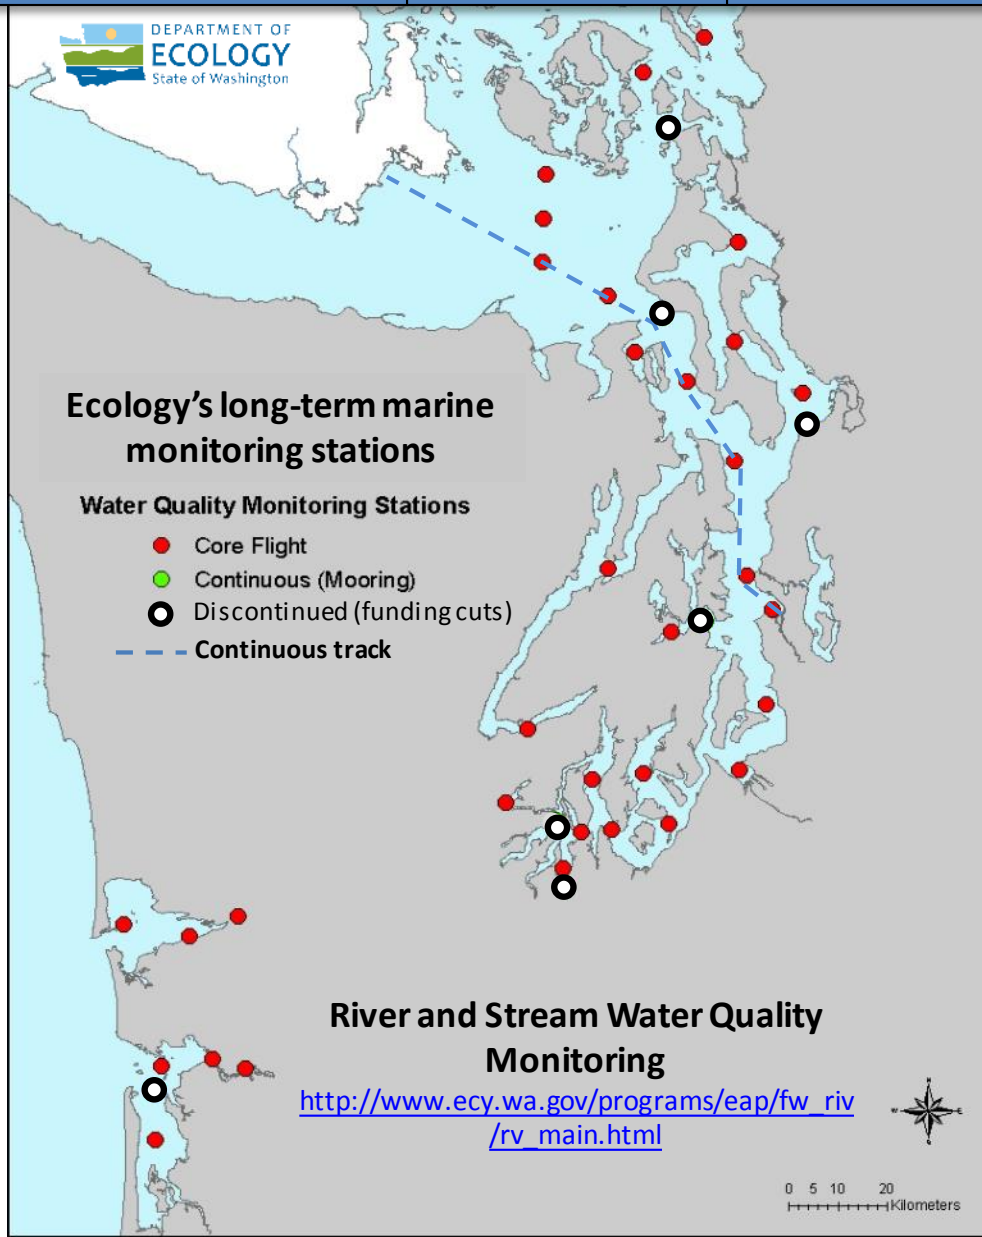 DEPARTMENT OF
ECOLOGY
State of Washington
Ecology's long-term marine
monitoring stations
Water Quality Monitoring Stations
Core Flight
Continuous (Mooring)
Discontinued (funding cuts)
Continuous track
River and Stream Water Quality
Monitoring
http://www.ecy.wa.gov/programs/eap/fw_riv
/rv_main.html
N
W E
S
0 5 10 20
Kilometers